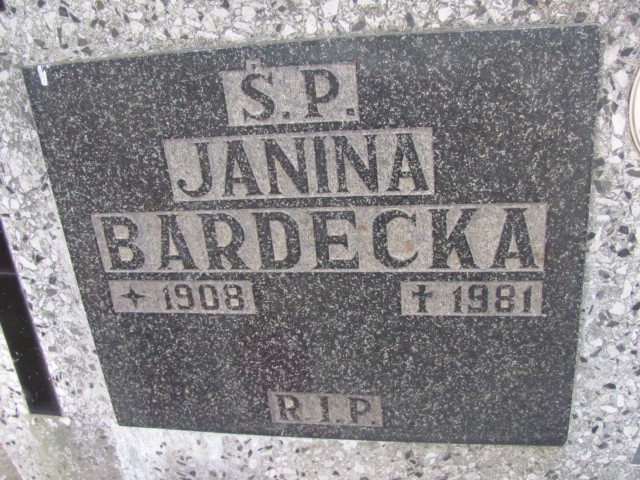 Ś.P.
JANINA
BARDECKA
✦ 1908 ✝ 1981
R.I.P.